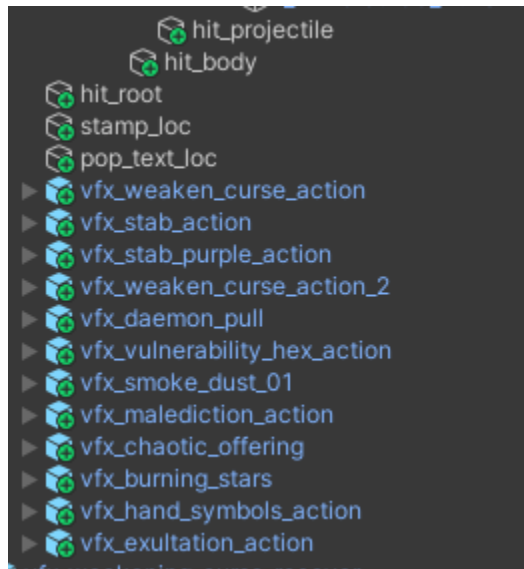 hit_projectile
hit_body
hit_root
stamp_loc
pop_text_loc
vfx_weaken_curse_action
vfx_stab_action
vfx_stab_purple_action
vfx_weaken_curse_action_2
vfx_daemon_pull
vfx_vulnerability_hex_action
vfx_smoke_dust_01
vfx_malediction_action
vfx_chaotic_offering
vfx_burning_stars
vfx_hand_symbols_action
vfx_exultation_action